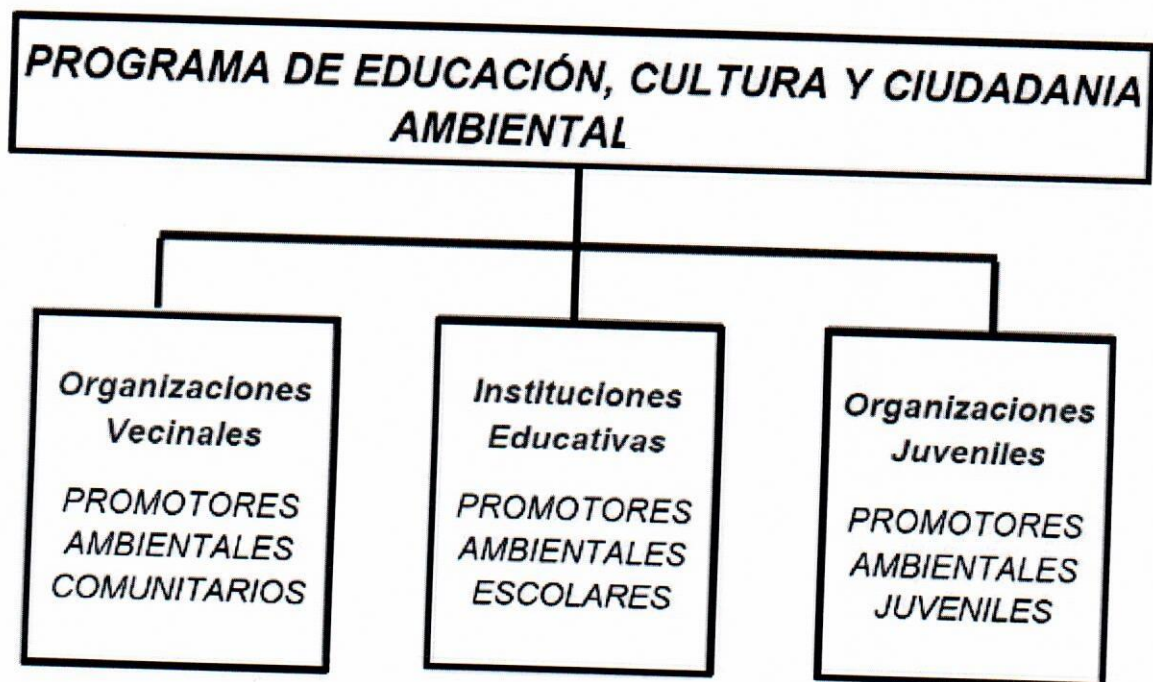 PROGRAMA DE EDUCACIÓN, CULTURA Y CIUDADANIA
AMBIENTAL
Organizaciones
Vecinales
PROMOTORES
AMBIENTALES
COMUNITARIOS
Instituciones
Educativas
PROMOTORES
AMBIENTALES
ESCOLARES
Organizaciones
Juveniles
PROMOTORES
AMBIENTALES
JUVENILES